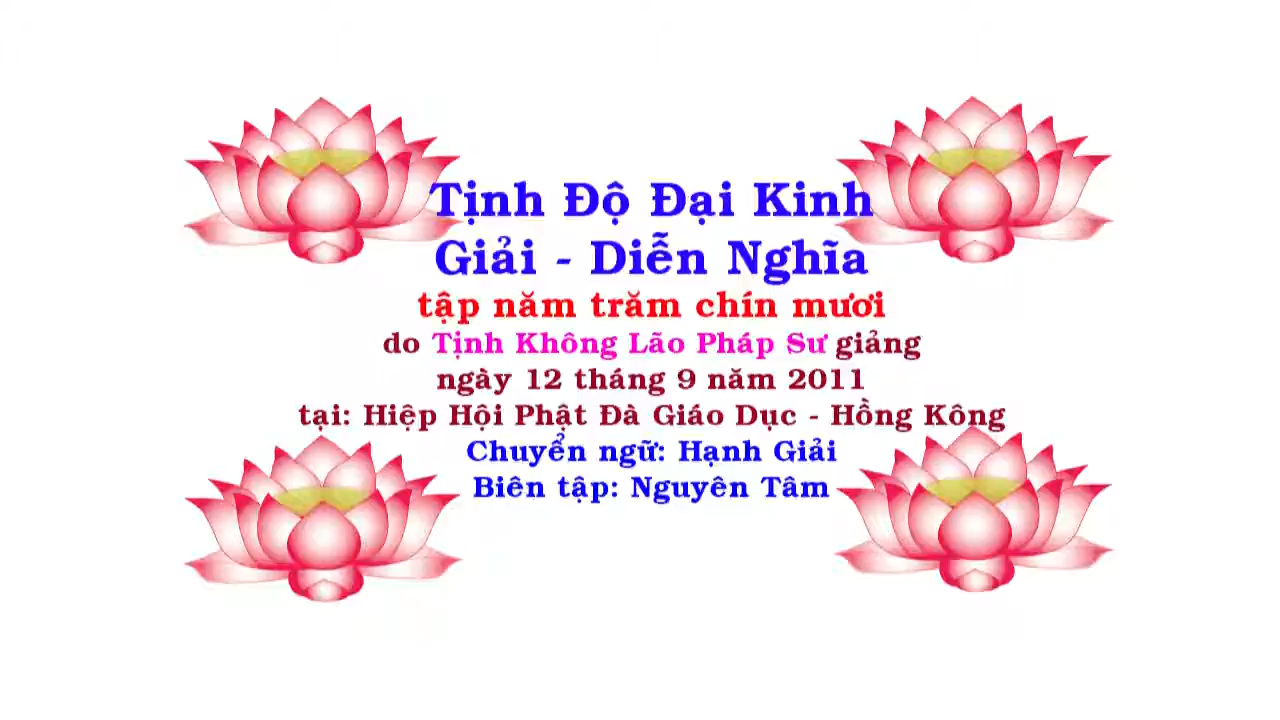 Tịnh Độ Đại Kinh
Giải - Diễn Nghĩa
tập năm trăm chín mươi
do Tịnh Không Lão Pháp Sư giảng
ngày 12 tháng 9 năm 2011
tại: Hiệp Hội Phật Đà Giáo Dục - Hồng Kông
Chuyển ngữ: Hạnh Giải
Biên tập: Nguyên Tâm